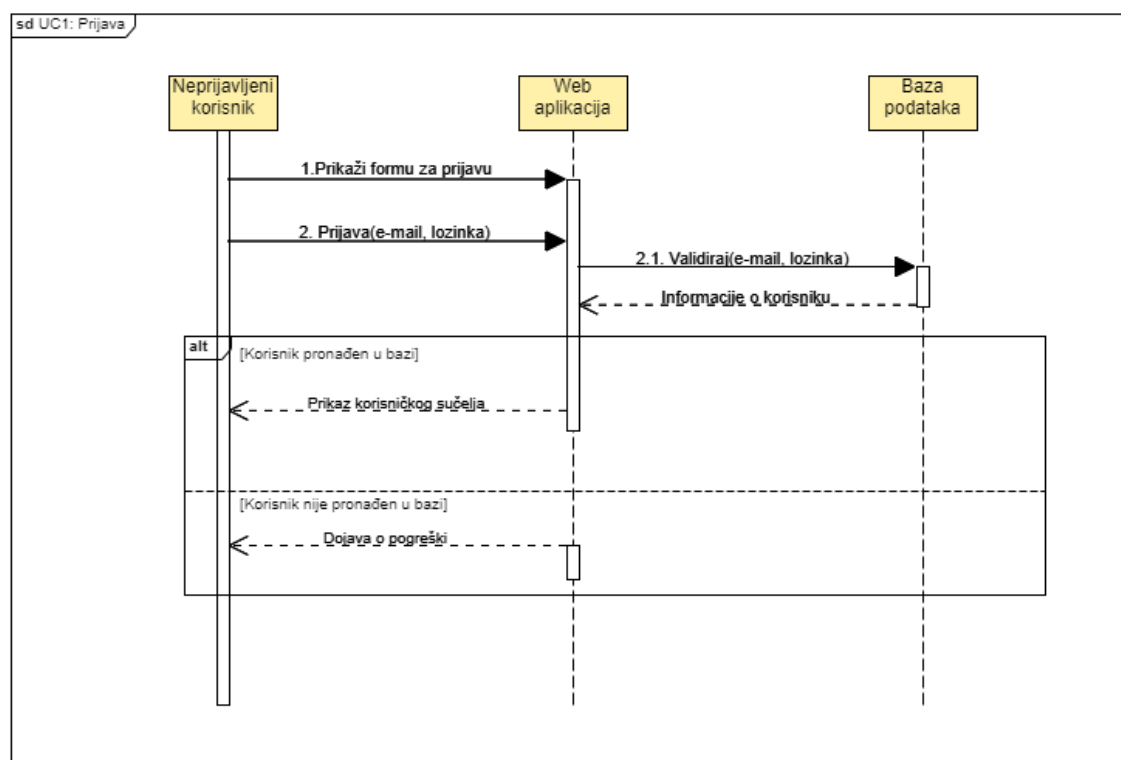 sd UC1: Prijava
Neprijavljeni
korisnik
Web
aplikacija
Baza
podataka
1.Prikaži formu za prijavu
2. Prijava(e-mail, lozinka)
2.1. Validiraj(e-mail, lozinka)
Informacije o korisniku
alt
[Korisnik pronađen u bazi]
Prikaz korisničkog sučelja
[Korisnik nije pronađen u bazi]
Dojava o pogreški